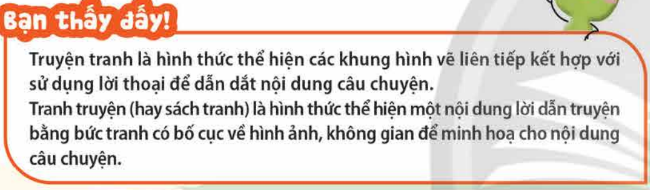 Bạn thấy đấy!
Truyện tranh là hình thức thể hiện các khung hình vẽ liên tiếp kết hợp với
sử dụng lời thoại để dẫn dắt nội dung câu chuyện.
Tranh truyện (hay sách tranh) là hình thức thể hiện một nội dung lời dẫn truyện
bằng bức tranh có bố cục về hình ảnh, không gian để minh hoạ cho nội dung
câu chuyện.